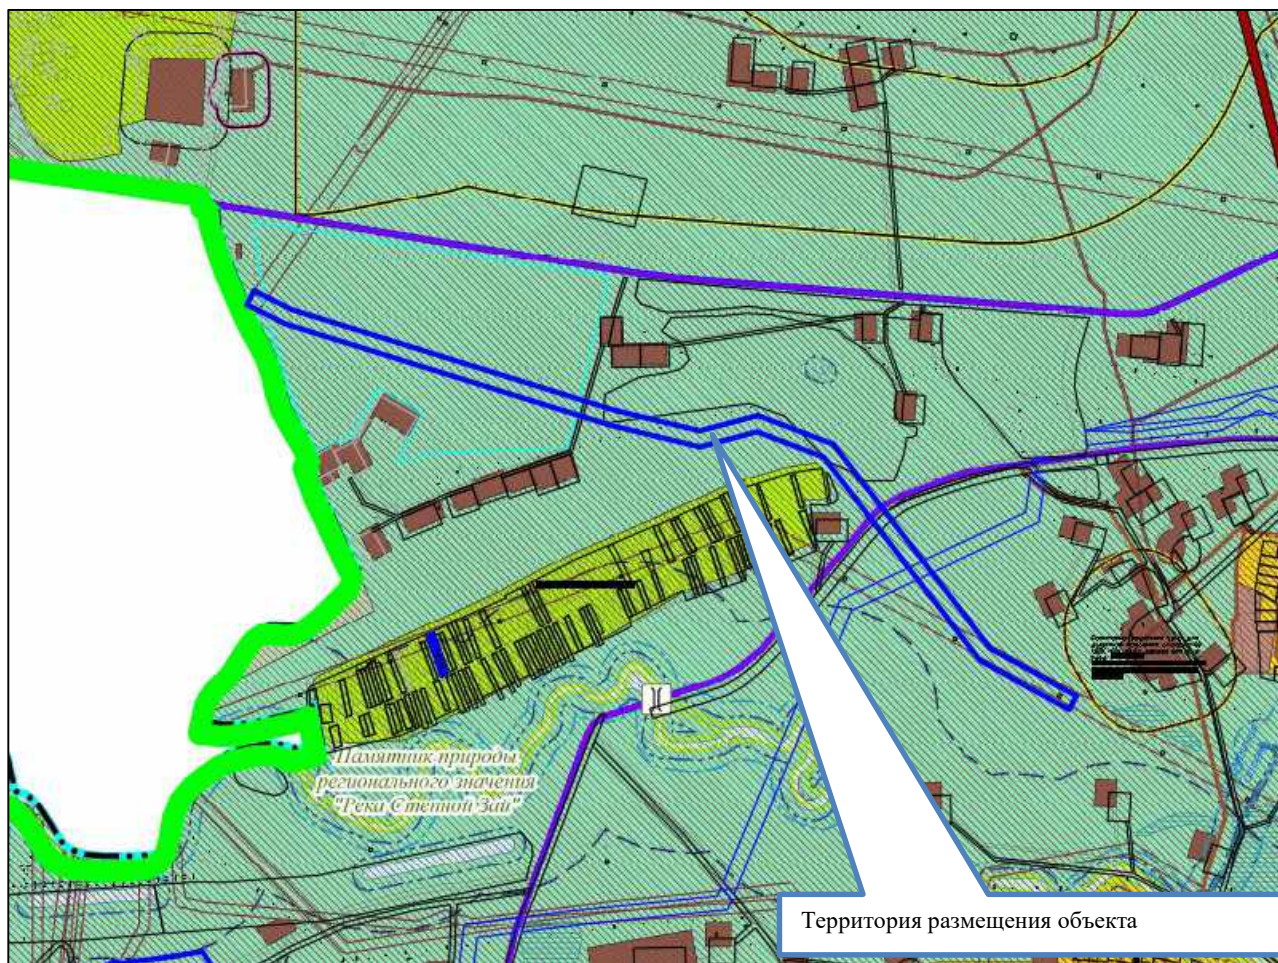 Памятник природы
регионального значения
"Река Степной Зай"
Территория размещения объекта